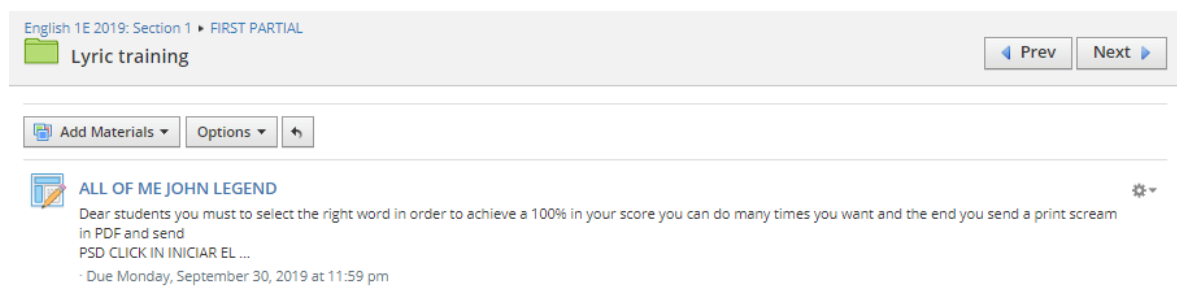 English 1E 2019: Section 1 ▸ FIRST PARTIAL
Lyric training
Prev Next
Add Materials Options
ALL OF ME JOHN LEGEND
Dear students you must to select the right word in order to achieve a 100% in your score you can do many times you want and the end you send a print scream
in PDF and send
PSD CLICK IN INICIAR EL ...
· Due Monday, September 30, 2019 at 11:59 pm